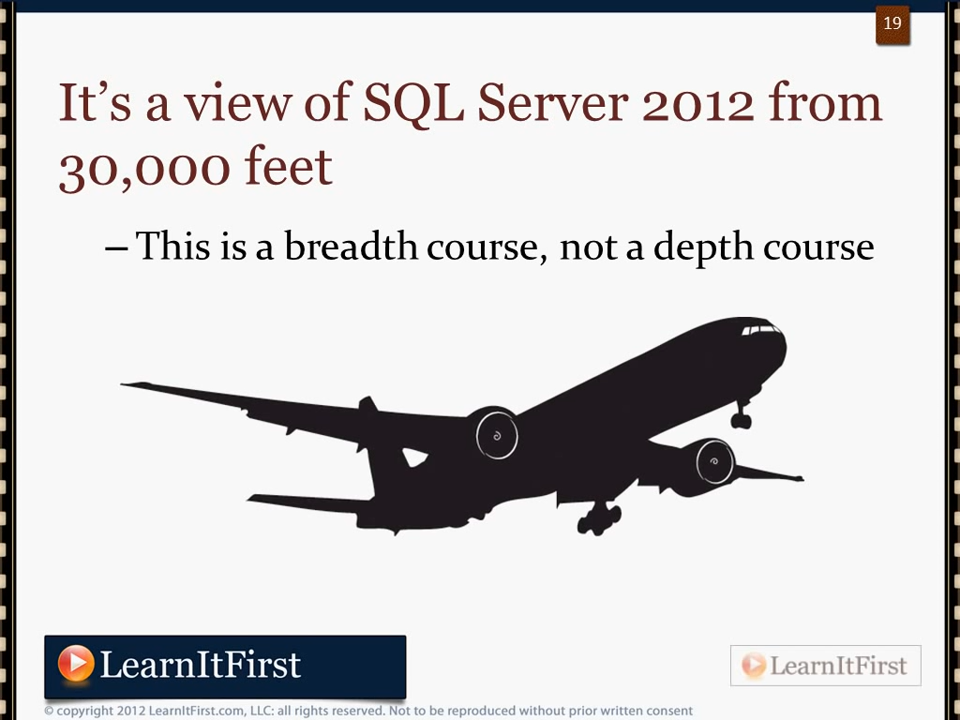 19
It’s a view of SQL Server 2012 from
30,000 feet
– This is a breadth course, not a depth course
LearnItFirst
LearnItFirst
© copyright 2012 LearnItFirst.com, LLC: all rights reserved. Not to be reproduced without prior written consent